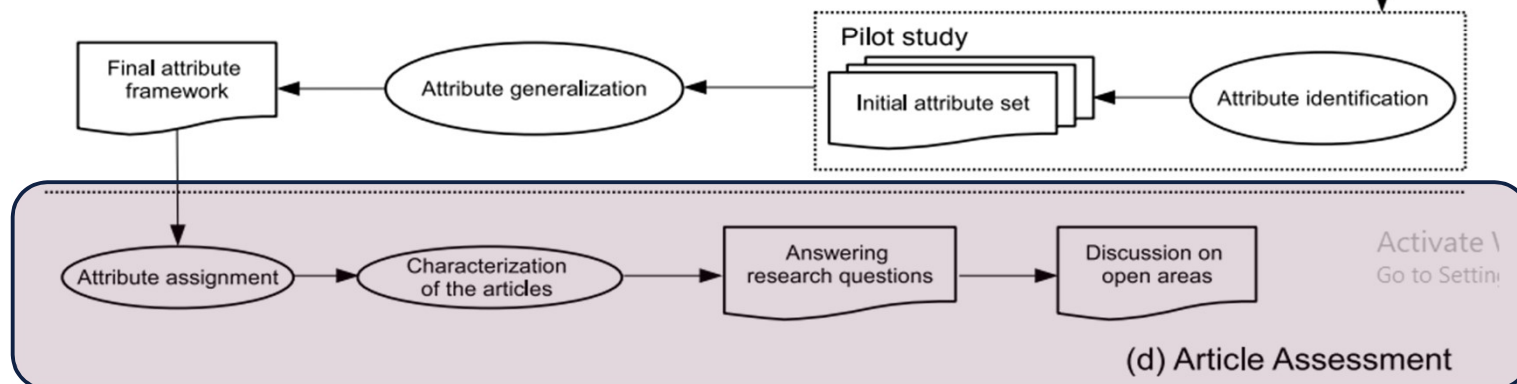 Pilot study
Final attribute
framework
Attribute generalization
Initial attribute set
Attribute identification
Attribute assignment
Characterization
of the articles
Answering
research questions
Discussion on
open areas
Activate
Go to
(d) Article Assessment